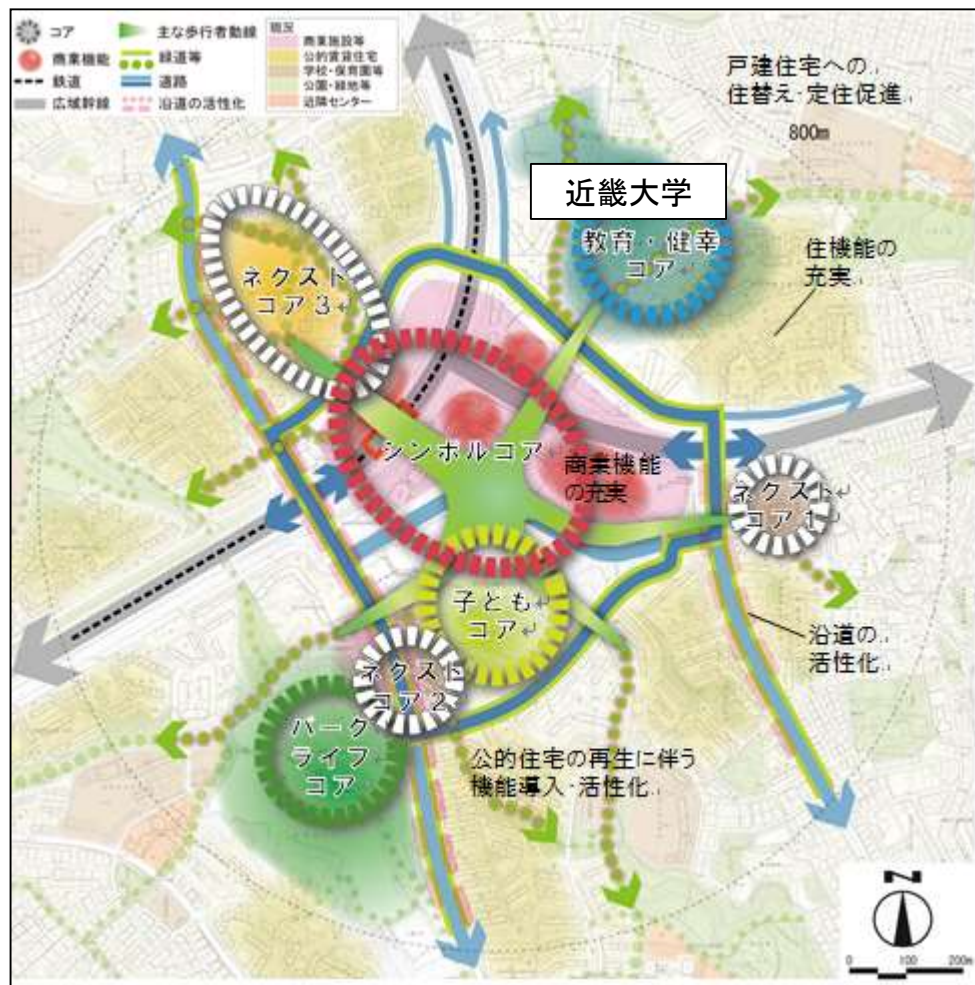 コア
主な歩行者動線
商業機能
緑道等
鉄道
道路
広域幹線
沿道の活性化
現況
商業施設等
公的賃貸住宅
学校・保育園等
公園・緑地等
近隣センター
戸建住宅への
住替え・定住促進
800m
近畿大学
教育・健幸
コア
住機能の
充実
ネクスト
コア3
シンボルコア
商業機能
の充実
ネクスト
コア1
子ども
コア
沿道の
活性化
ネクスト
コア2
パーク
ライフ
コア
公的住宅の再生に伴う
機能導入・活性化
N
0 100 200m